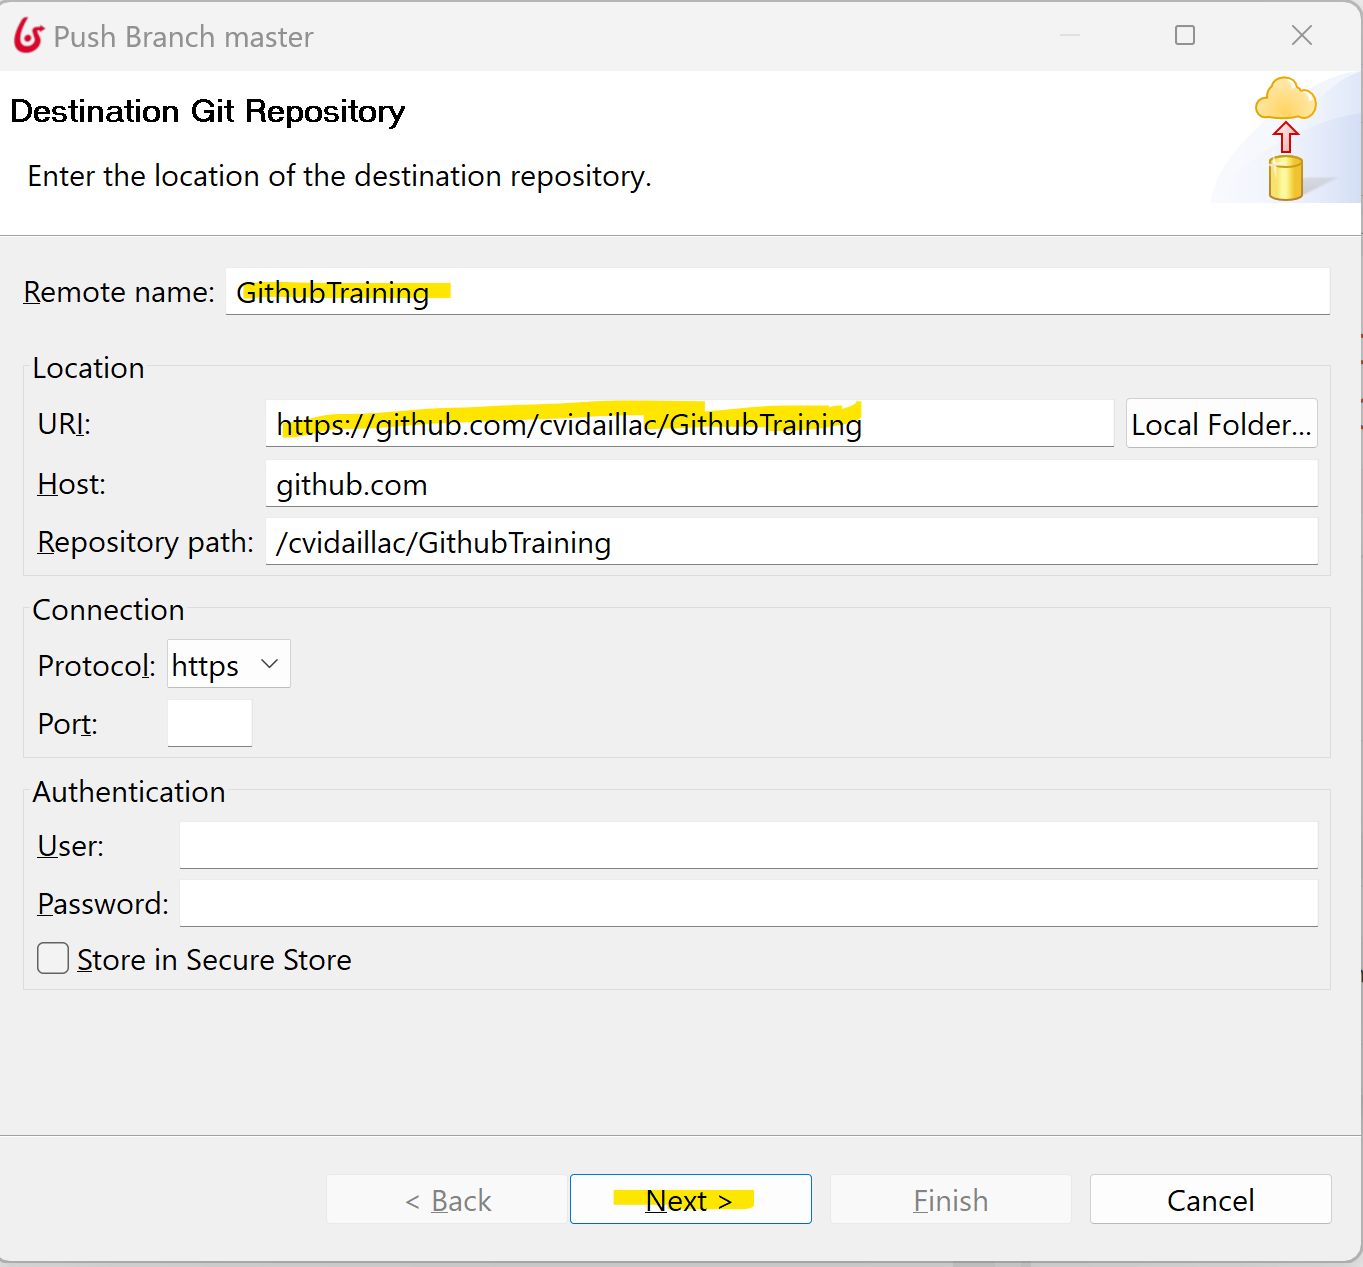 Push Branch master
Destination Git Repository
Enter the location of the destination repository.
Remote name: GithubTraining
Location
URI: https://github.com/cvidaillac/GithubTraining Local Folder...
Host: github.com
Repository path: /cvidaillac/GithubTraining
Connection
Protocol: https
Port:
Authentication
User:
Password:
Store in Secure Store
< Back Next > Finish Cancel